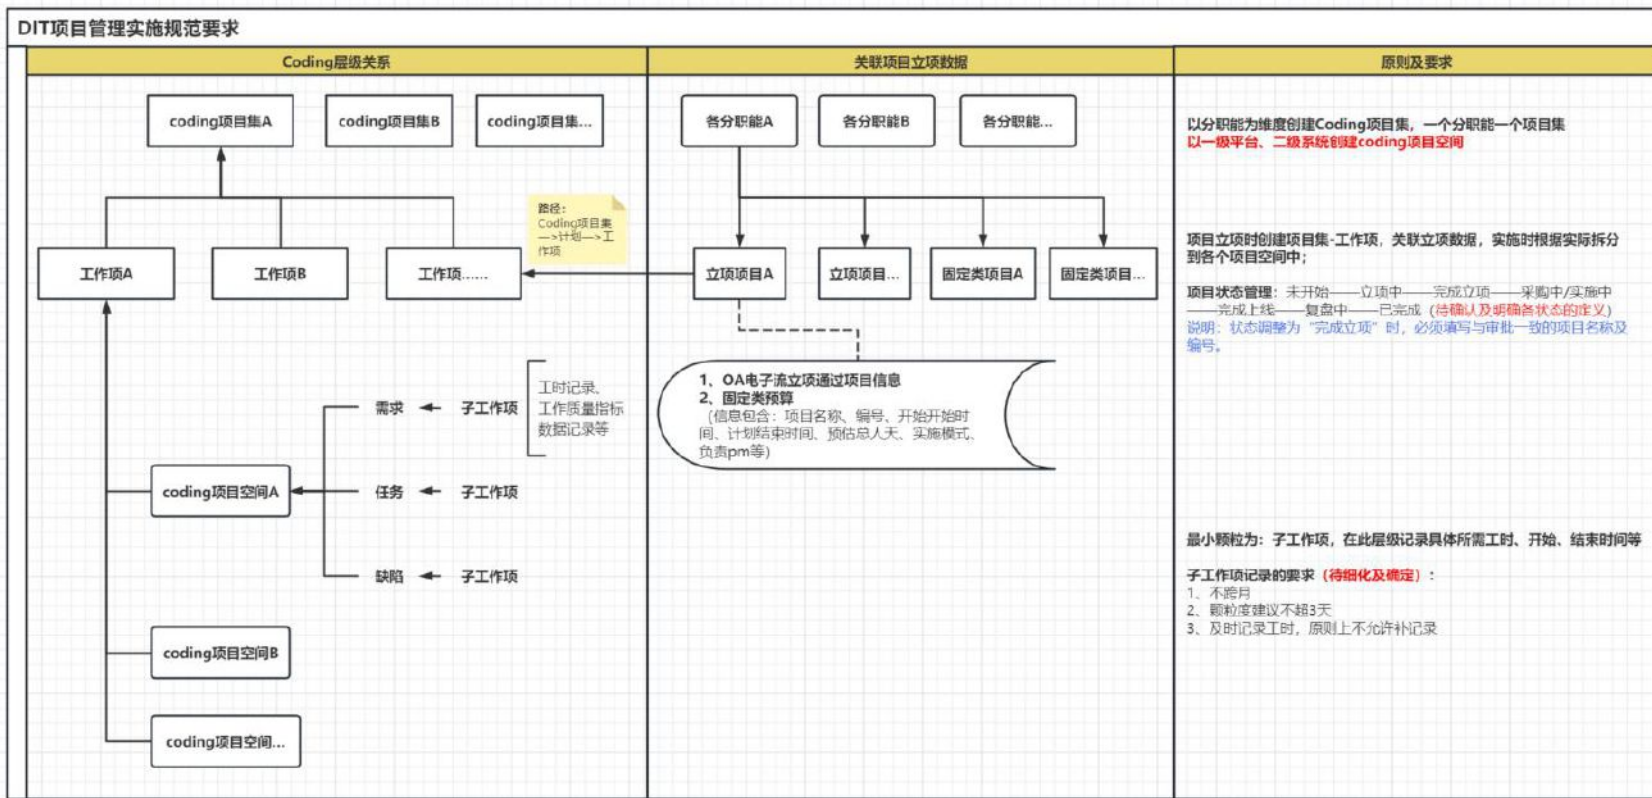 DIT项目管理实施规范要求
Coding层级关系
关联项目立项数据
原则及要求
coding项目集A
coding项目集B
coding项目集...
各分职能A
各分职能B
各分职能...
以分职能为维度创建Coding项目集，一个分职能一个项目集
以一级平台、二级系统创建coding项目空间
路径：
Coding项目集
—>计划—>工
作项
工作项A
工作项B
工作项……
立项项目A
立项项目...
固定类项目A
固定类项目...
项目立项时创建项目集-工作项，关联立项数据，实施时根据实际拆分
到各个项目空间中；
项目状态管理：未开始——立项中——完成立项——采购中/实施中
——完成上线——复盘中——已完成（待确认及明确各状态的定义）
说明：状态调整为“完成立项”时，必须填写与审批一致的项目名称及
编号。
1、OA电子流立项通过项目信息
2、固定类预算
（信息包含：项目名称、编号、开始开始时
间、计划结束时间、预估总人天、实施模式、
负责pm等）
工时记录、
工作质量指标
数据记录等
需求
子工作项
coding项目空间A
任务
子工作项
缺陷
子工作项
最小颗粒为：子工作项，在此层级记录具体所需工时、开始、结束时间等
子工作项记录的要求（待细化及确定）：
1、不跨月
2、颗粒度建议不超3天
3、及时记录工时，原则上不允许补记录
coding项目空间B
coding项目空间...